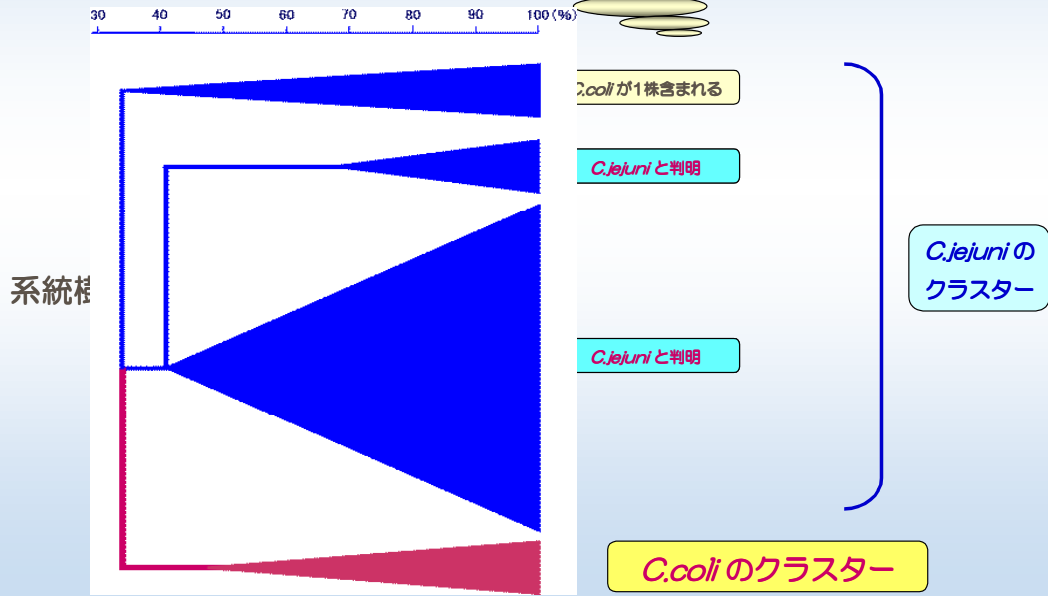 30 40 50 60 70 80 90 100(%)
C.coli が1株含まれる
C.jejuni と判明
系統樹
C.jejuni の
クラスター
C.jejuni と判明
C.coli のクラスター